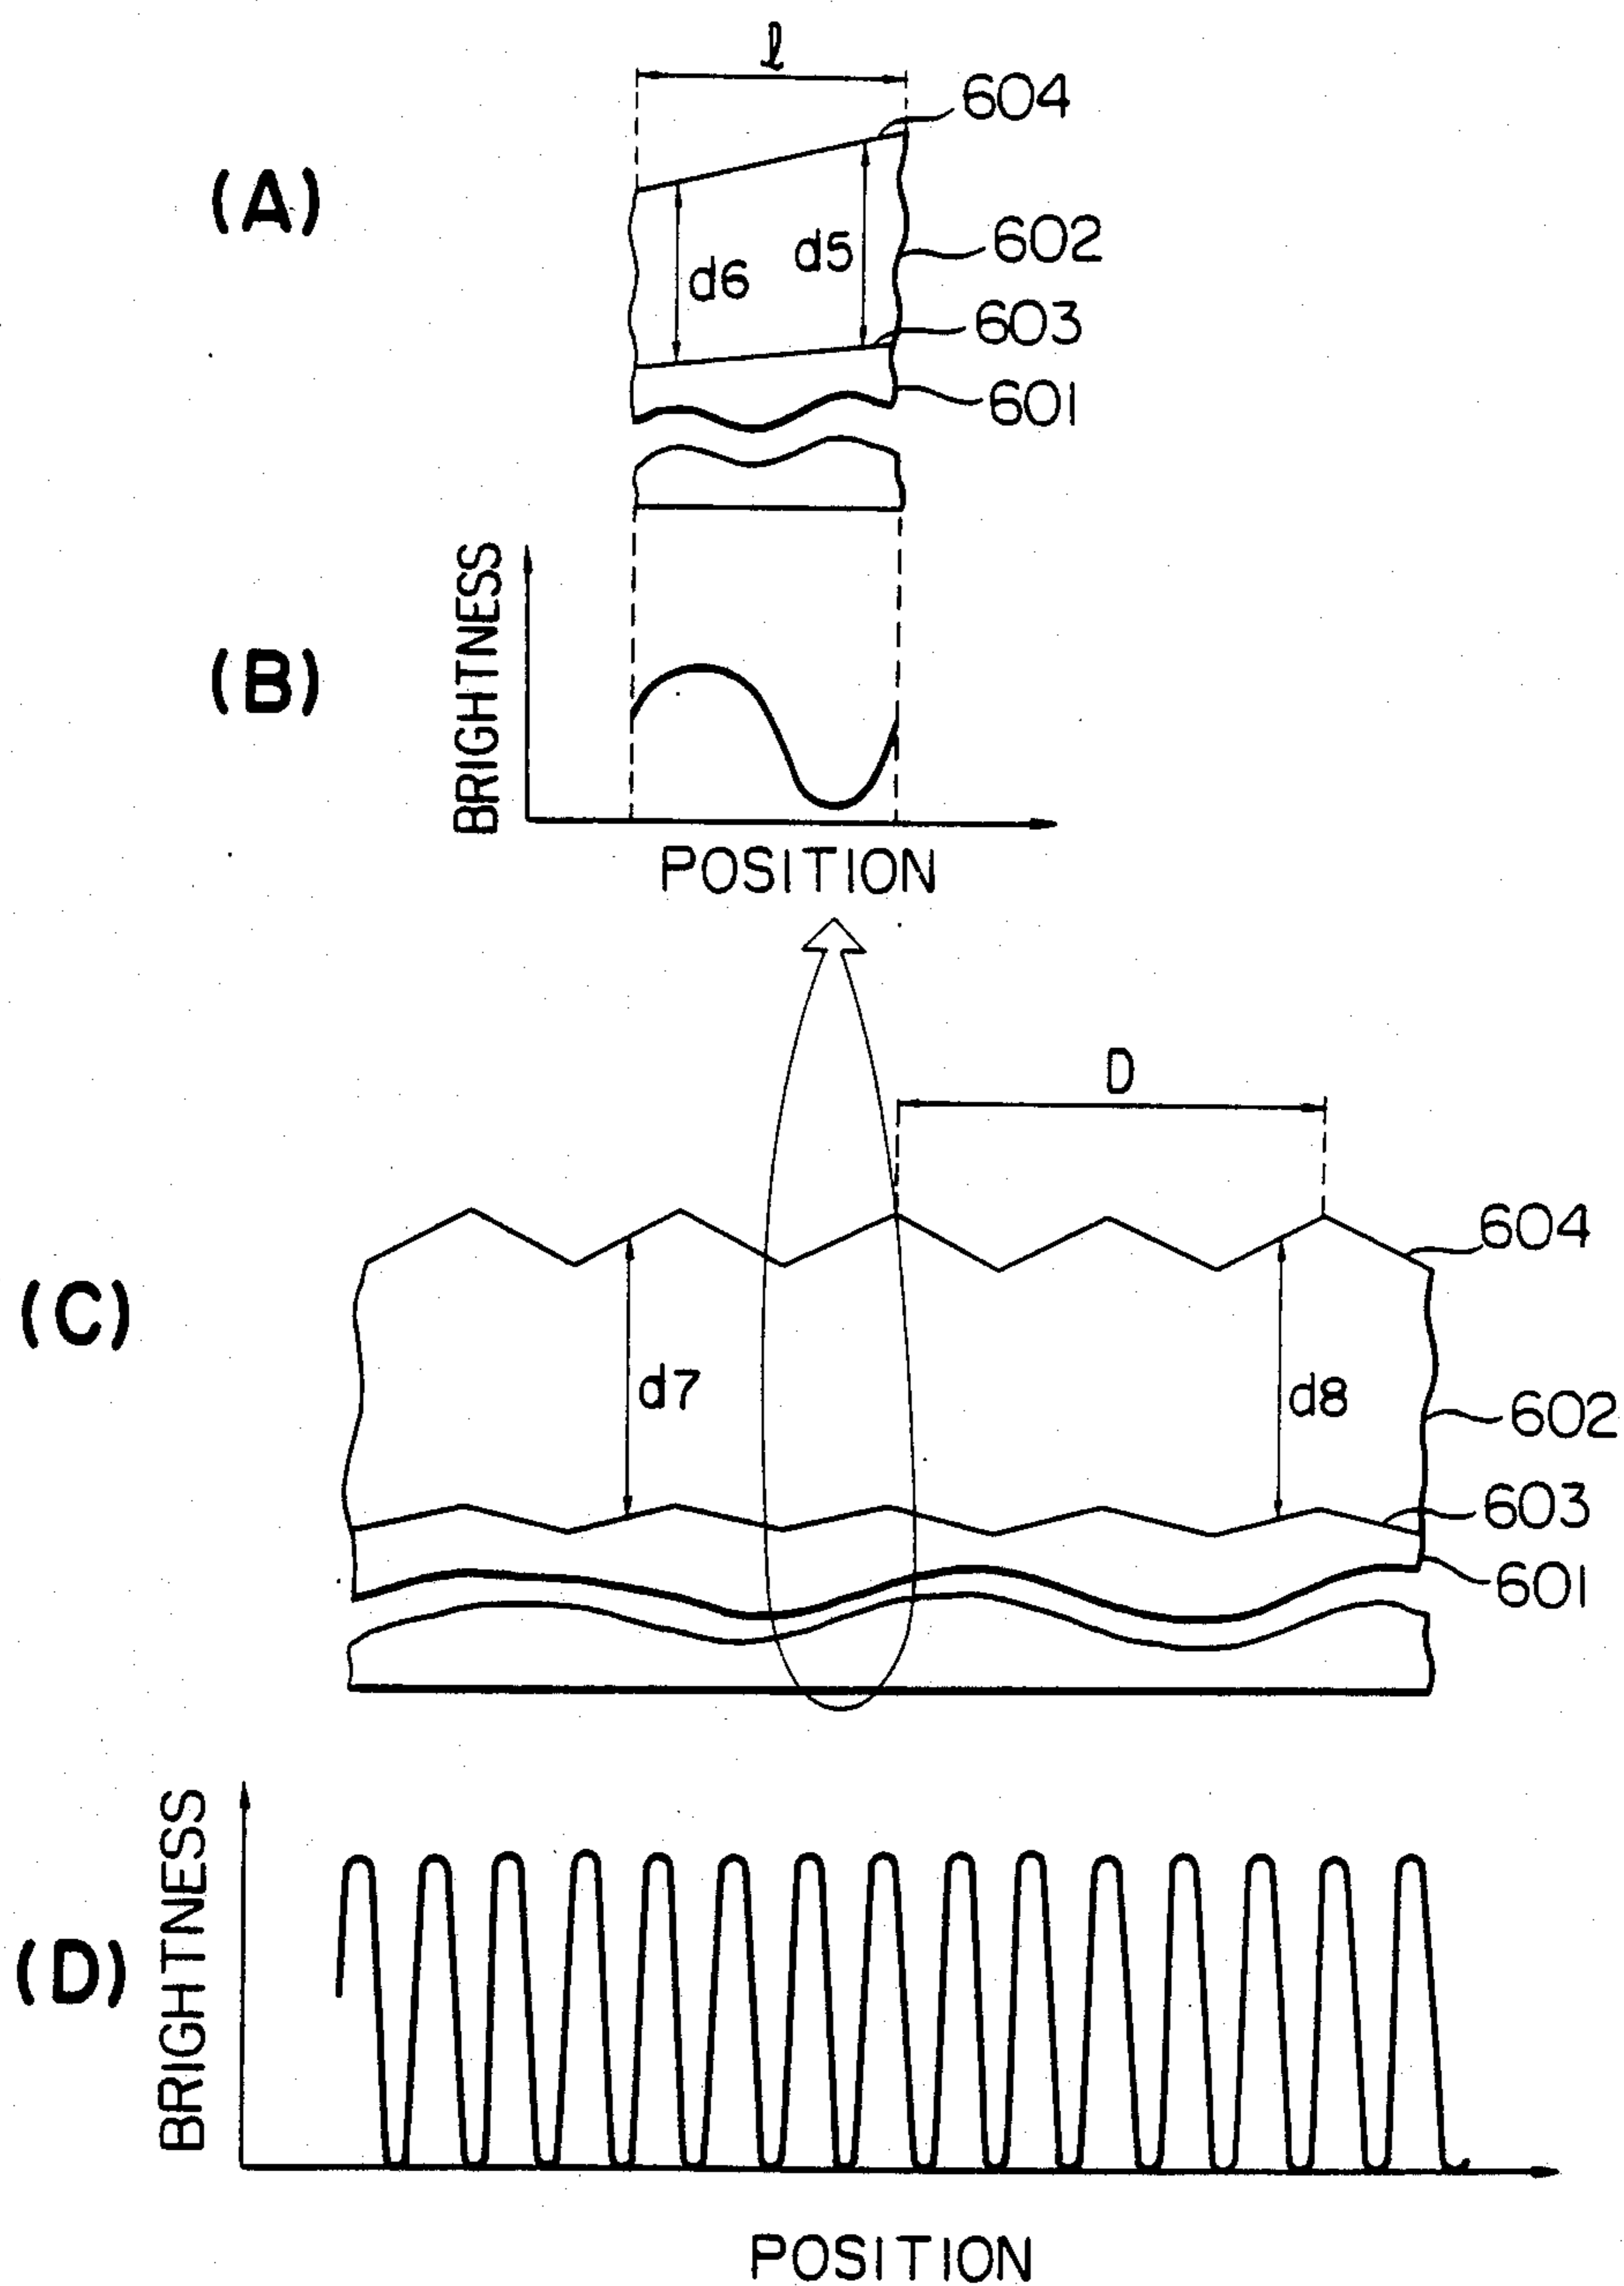 l
604
(A)
602
d5
d6
603
601
BRIGHTNESS
(B)
POSITION
D
604
(C)
d7
d8
602
603
601
BRIGHTNESS
(D)
POSITION